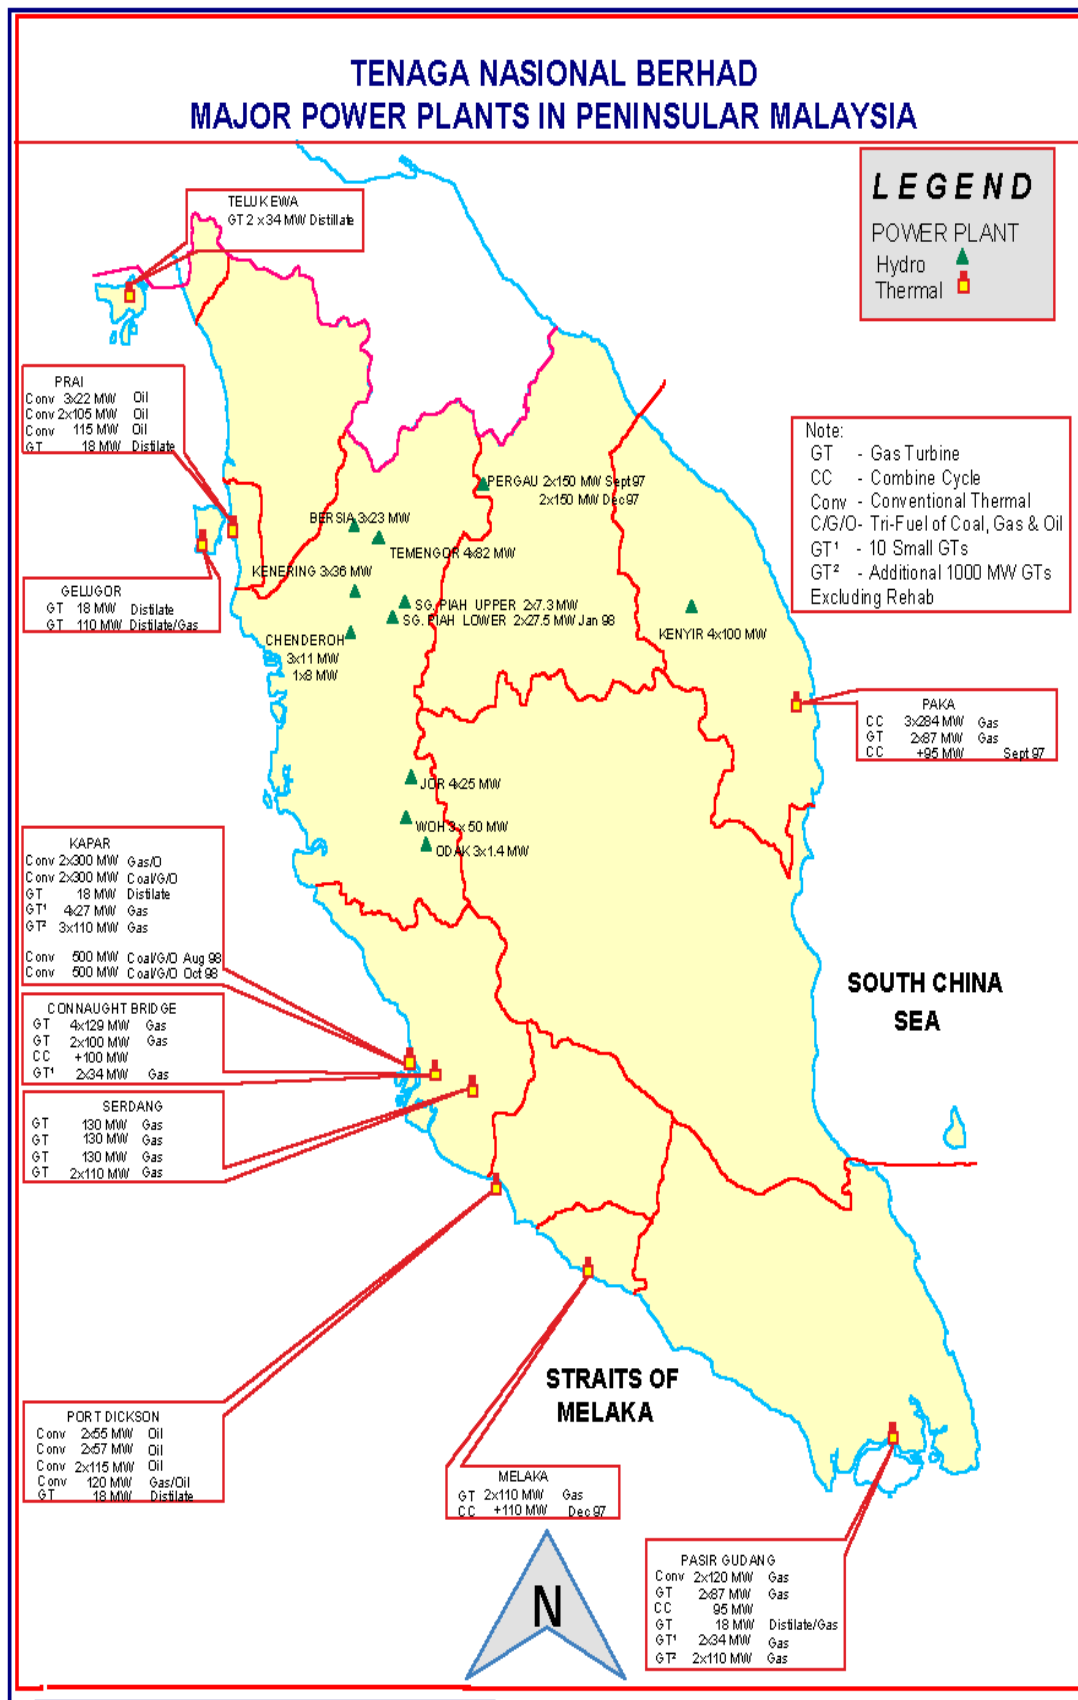 TENAGA NASIONAL BERHAD
MAJOR POWER PLANTS IN PENINSULAR MALAYSIA
LEGEND
POWER PLANT
Hydro
Thermal
TELUK EWA
GT 2 x 34 MW Distillate
PRAI
Conv 3x22 MW Oil
Conv 2x105 MW Oil
Conv 115 MW Oil
GT 18 MW Distilate
Note:
GT - Gas Turbine
CC - Combine Cycle
Conv - Conventional Thermal
C/G/O- Tri-Fuel of Coal, Gas & Oil
GT¹ - 10 Small GTs
GT² - Additional 1000 MW GTs
Excluding Rehab
PERGAU 2x150 MW Sept 97
2x150 MW Dec 97
BERSIA 3x23 MW
TEMENGOR 4x82 MW
KENERING 3x36 MW
SG. PIAH UPPER 2x7.3 MW
SG. PIAH LOWER 2x27.5 MW Jan 98
KENYIR 4x100 MW
CHENDEROH
3x11 MW
1x8 MW
GELUGOR
GT 18 MW Distilate
GT 110 MW Distilate/Gas
PAKA
CC 3x284 MW Gas
GT 2x87 MW Gas
CC +95 MW Sept 97
JOR 4x25 MW
WOH 3 x 50 MW
ODAK 3x1.4 MW
KAPAR
Conv 2x300 MW Gas/O
Conv 2x300 MW Coal/G/O
GT 18 MW Distilate
GT¹ 4x27 MW Gas
GT² 3x110 MW Gas
Conv 500 MW Coal/G/O Aug 98
Conv 500 MW Coal/G/O Oct 98
CONNAUGHT BRIDGE
GT 4x129 MW Gas
GT 2x100 MW Gas
CC +100 MW
GT¹ 2x34 MW Gas
SERDANG
GT 130 MW Gas
GT 130 MW Gas
GT 130 MW Gas
GT 2x110 MW Gas
SOUTH CHINA
SEA
STRAITS OF
MELAKA
PORT DICKSON
Conv 2x55 MW Oil
Conv 2x57 MW Oil
Conv 2x115 MW Oil
Conv 120 MW Gas/Oil
GT 18 MW Distilate
MELAKA
GT 2x110 MW Gas
CC +110 MW Dec 97
N
PASIR GUDANG
Conv 2x120 MW Gas
GT 2x87 MW Gas
CC 95 MW
GT 18 MW Distilate/Gas
GT¹ 2x34 MW Gas
GT² 2x110 MW Gas